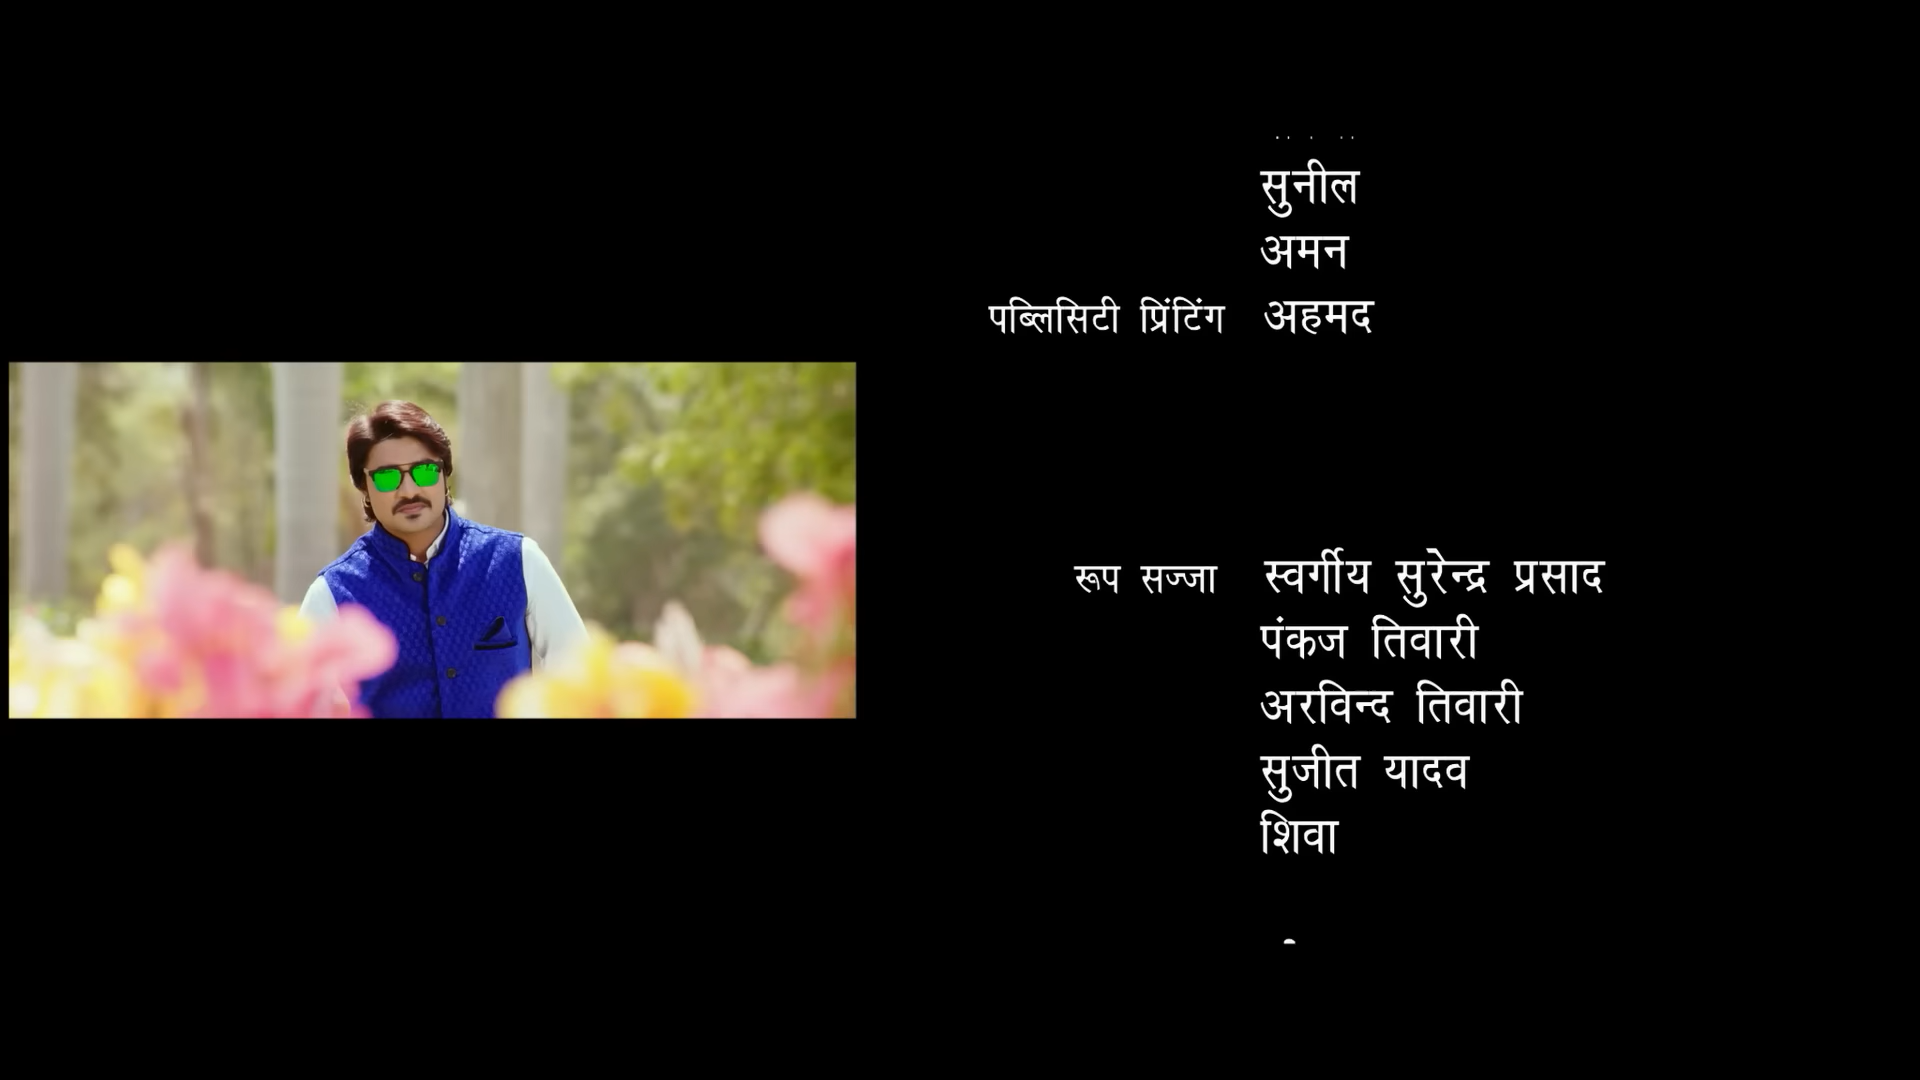 सुनील
अमन
पब्लिसिटी प्रिंटिंग अहमद
रूप सज्जा स्वर्गीय सुरेन्द्र प्रसाद
पंकज तिवारी
अरविन्द तिवारी
सुजीत यादव
शिवा